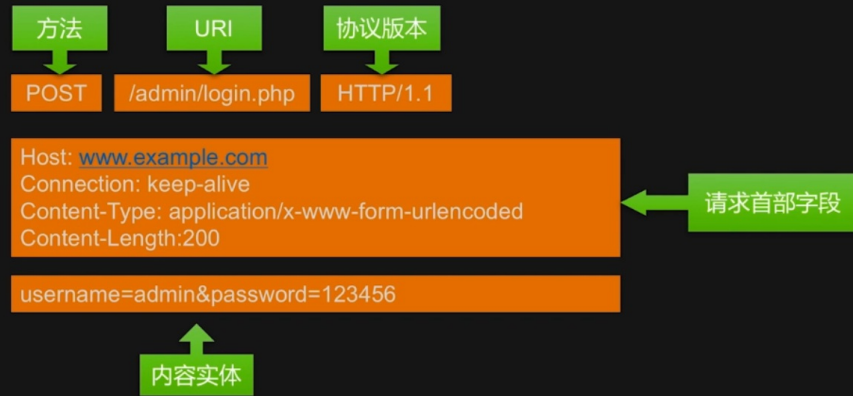 方法 URI 协议版本
POST /admin/login.php HTTP/1.1
Host: www.example.com
Connection: keep-alive
Content-Type: application/x-www-form-urlencoded
Content-Length:200
请求首部字段
username=admin&password=123456
内容实体